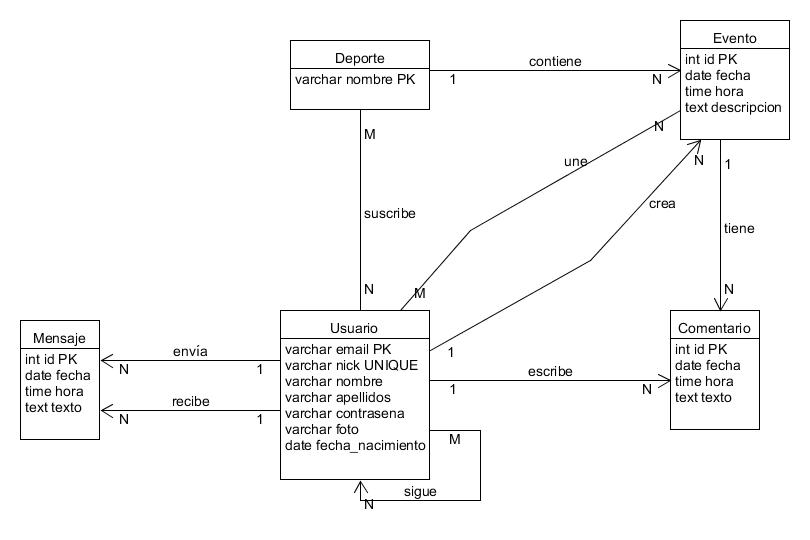 Evento
int id PK
date fecha
time hora
text descripcion
Deporte
varchar nombre PK
contiene
1
N
N
une
N
1
M
crea
suscribe
tiene
N
M
N
Usuario
varchar email PK
varchar nick UNIQUE
varchar nombre
varchar apellidos
varchar contrasena
varchar foto
date fecha_nacimiento
Mensaje
int id PK
date fecha
time hora
text texto
Comentario
int id PK
date fecha
time hora
text texto
envía
N
1
1
escribe
1
N
recibe
N
1
M
sigue
N